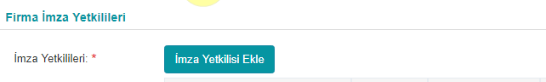 Firma İmza Yetkilileri
İmza Yetkilileri: *
İmza Yetkilisi Ekle